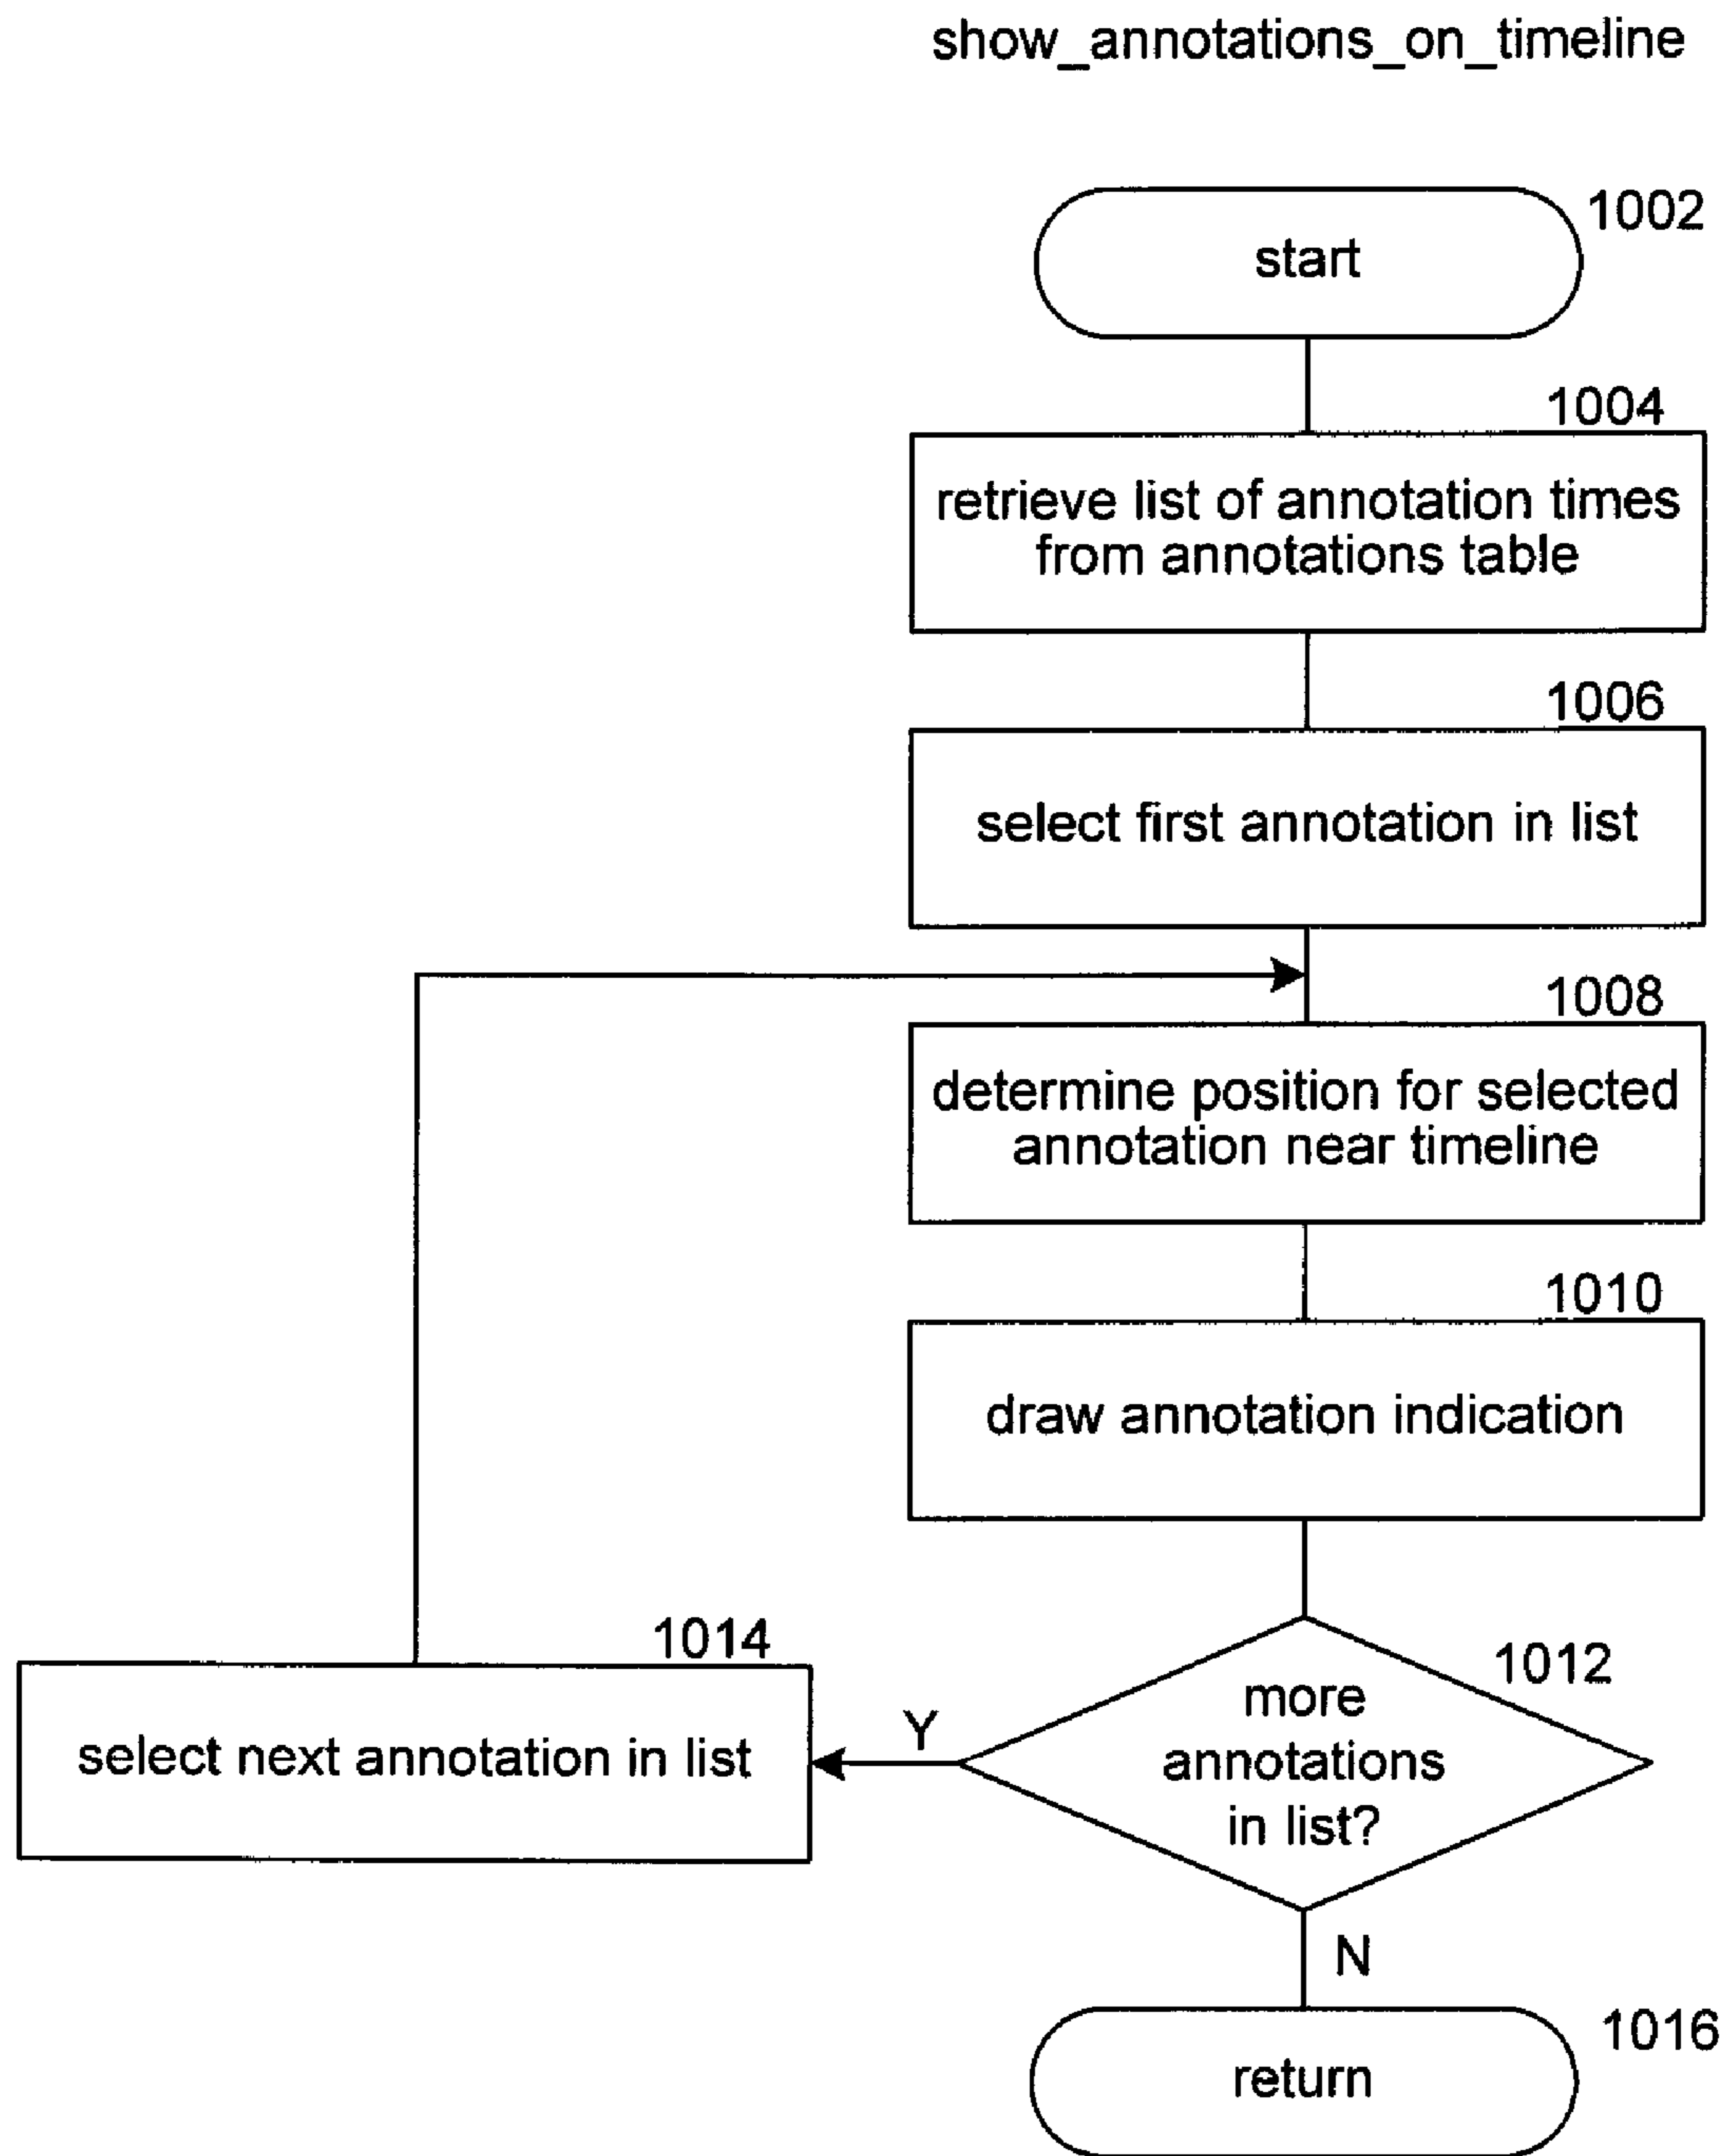 show_annotations_on_timeline
1002
start
1004
retrieve list of annotation times
from annotations table
1006
select first annotation in list
1008
determine position for selected
annotation near timeline
1010
draw annotation indication
1014
1012
more
annotations
in list?
Y
select next annotation in list
N
1016
return